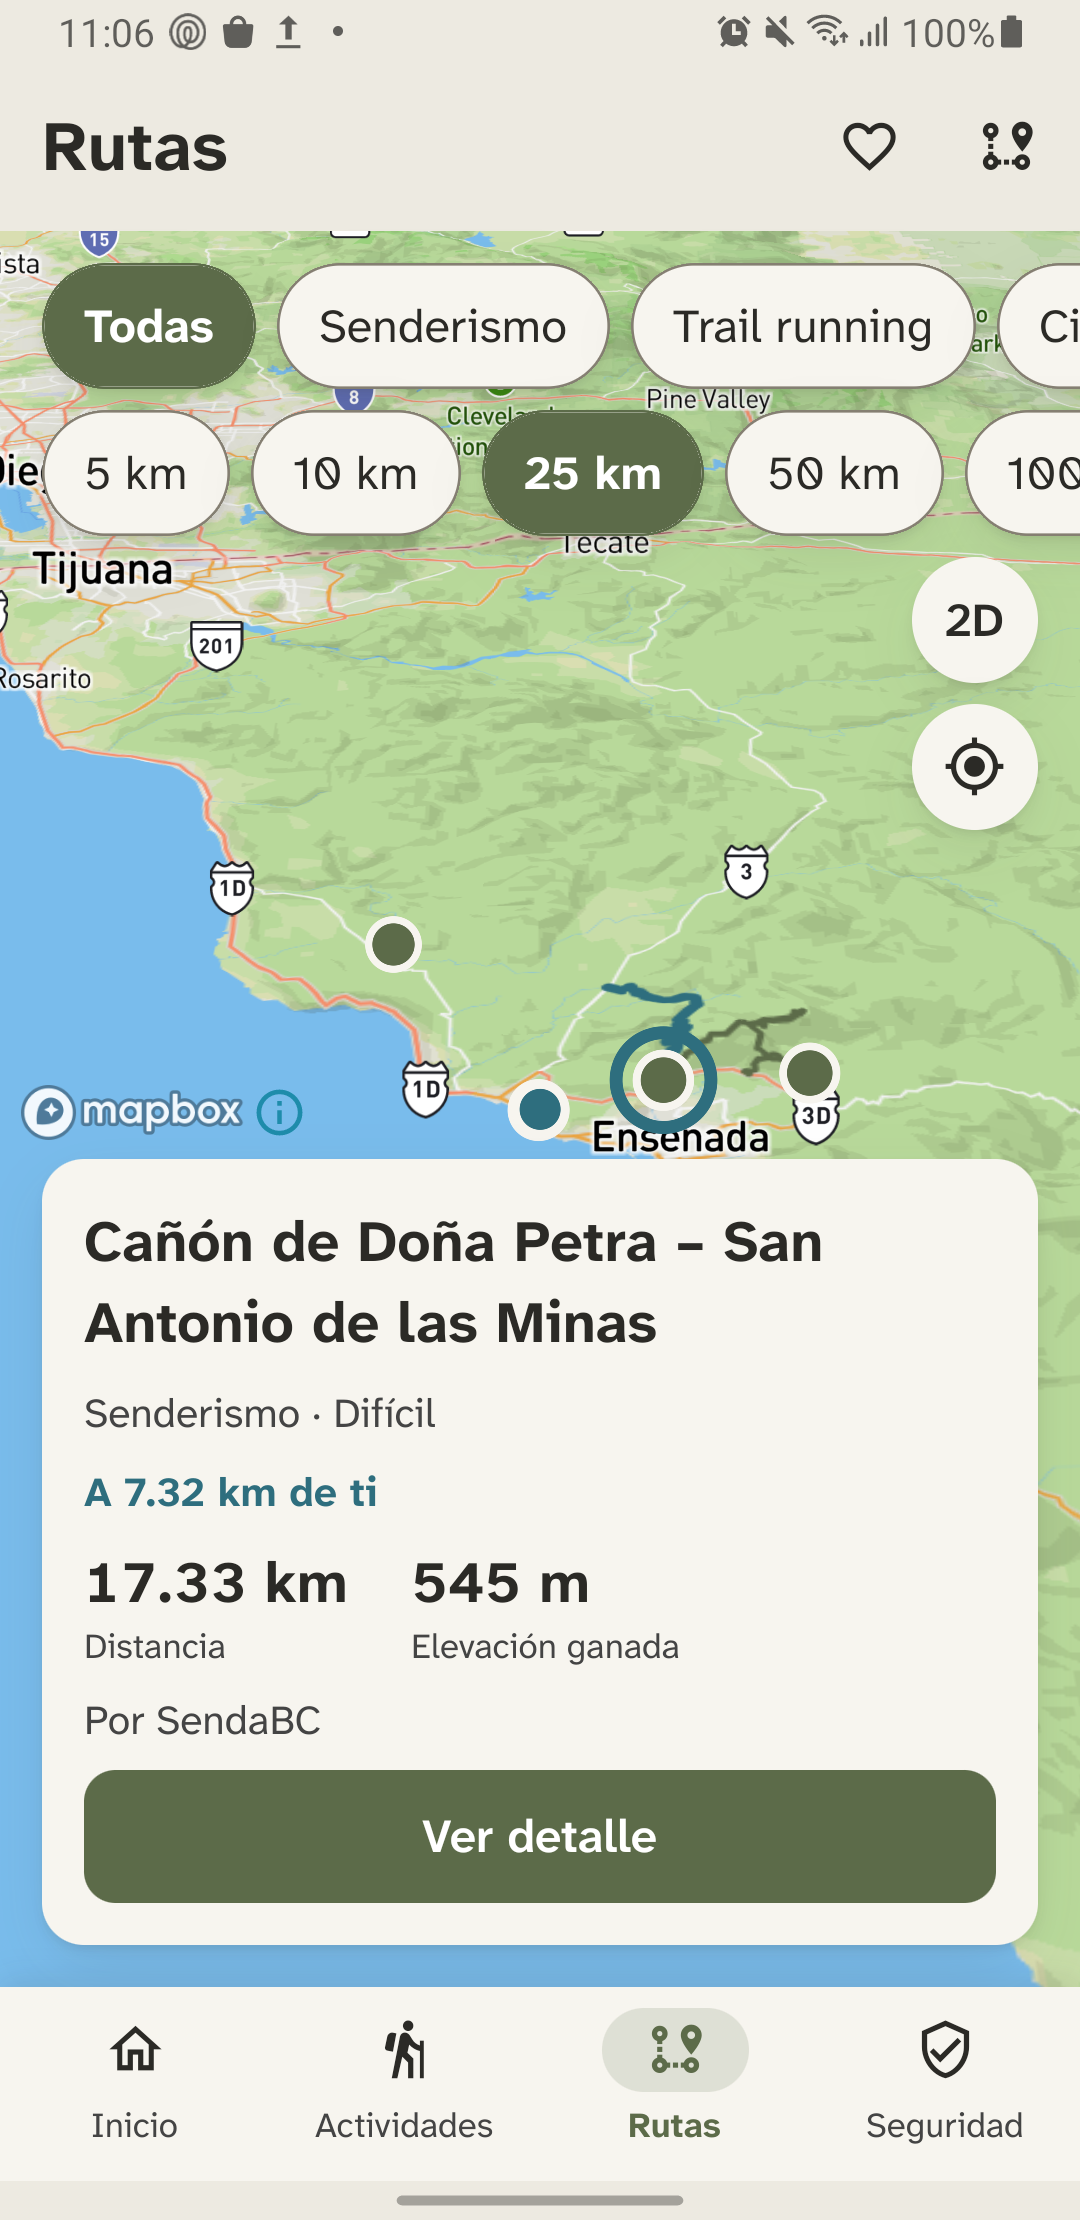 11:06
100%
Rutas
15
ista
Todas
Senderismo
Trail running
Ci
8
Pine Valley
5 km
10 km
25 km
50 km
100
Tecate
Tijuana
2D
201
Rosarito
3
1D
1D
mapbox
3D
Ensenada
Cañón de Doña Petra – San
Antonio de las Minas
Senderismo · Difícil
A 7.32 km de ti
17.33 km
545 m
Distancia
Elevación ganada
Por SendaBC
Ver detalle
Inicio
Actividades
Rutas
Seguridad